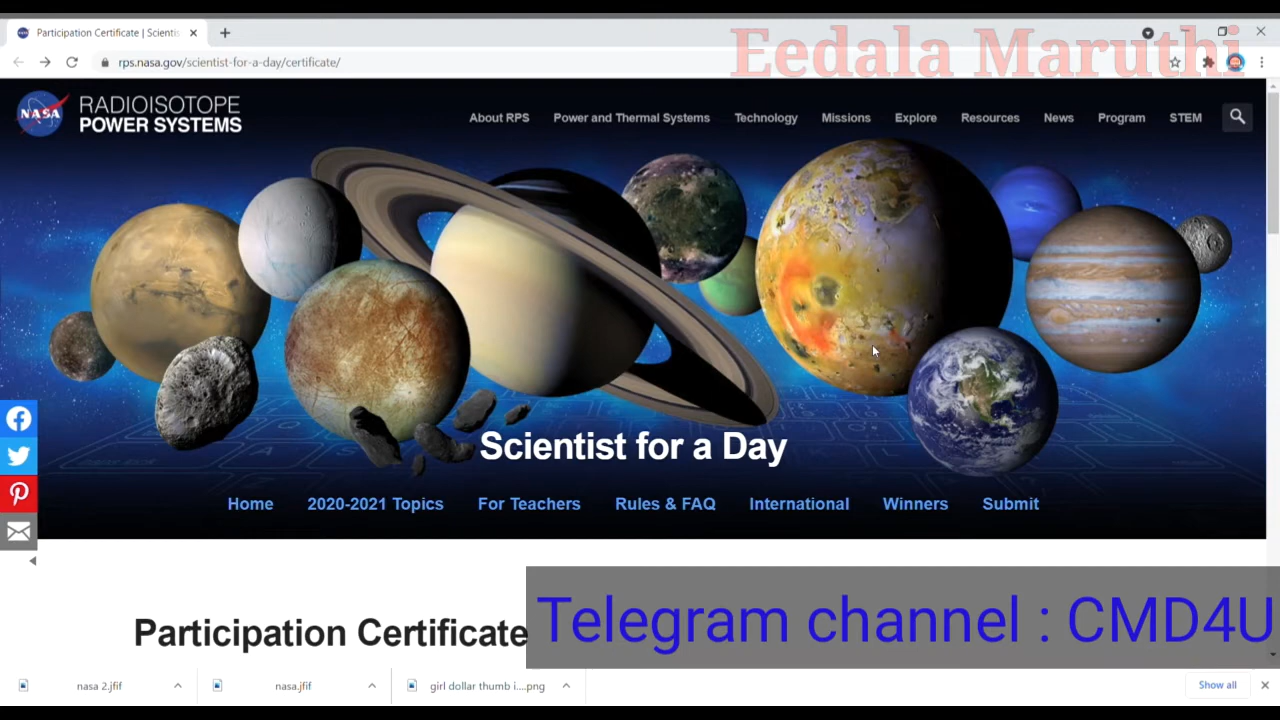 Participation Certificate | Scientis
Eedala Maruthi
rps.nasa.gov/scientist-for-a-day/certificate/
NASA
RADIOISOTOPE
POWER SYSTEMS
About RPS Power and Thermal Systems Technology Missions Explore Resources News Program STEM
Scientist for a Day
Home 2020-2021 Topics For Teachers Rules & FAQ International Winners Submit
Participation Certificate
Telegram channel : CMD4U
nasa 2.jfif nasa.jfif girl dollar thumb i....png Show all